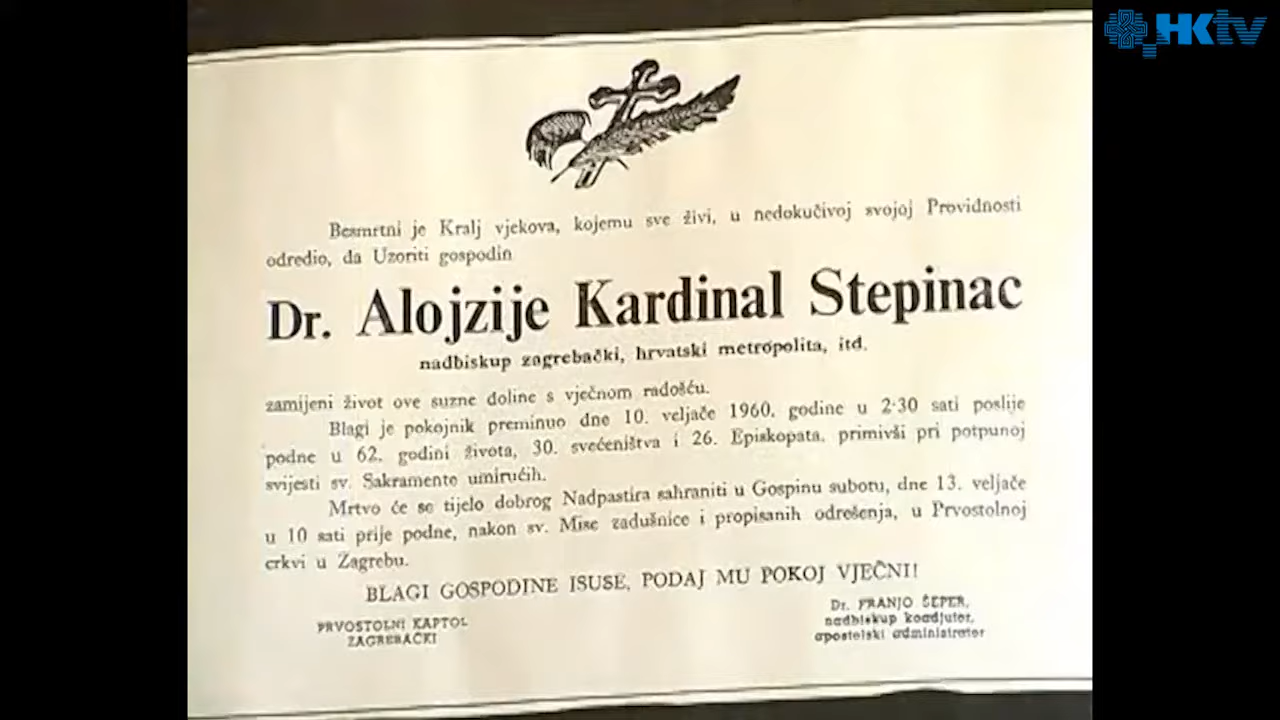 HKtv
Besmrtni je Kralj vjekova, kojemu sve živi, u nedokučivoj svojoj Providnosti
odredio, da Uzoriti gospodin
Dr. Alojzije Kardinal Stepinac
nadbiskup zagrebački, hrvatski metropolita, itd.
zamijeni život ove suzne doline s vječnom radošću.
Blagi je pokojnik preminuo dne 10. veljače 1960. godine u 2·30 sati poslije
podne u 62. godini života, 30. svećeništva i 26. Episkopata, primivši pri potpunoj
svijesti sv. Sakramente umirućih.
Mrtvo će se tijelo dobrog Nadpastira sahraniti u Gospinu subotu, dne 13. veljače
u 10 sati prije podne, nakon sv. Mise zadušnice i propisanih odrešenja, u Prvostolnoj
crkvi u Zagrebu.
BLAGI GOSPODINE ISUSE, PODAJ MU POKOJ VJEČNI!
PRVOSTOLNI KAPTOL
ZAGREBAČKI
Dr. FRANJO ŠEPER,
nadbiskup koadjutor,
apostolski administrator